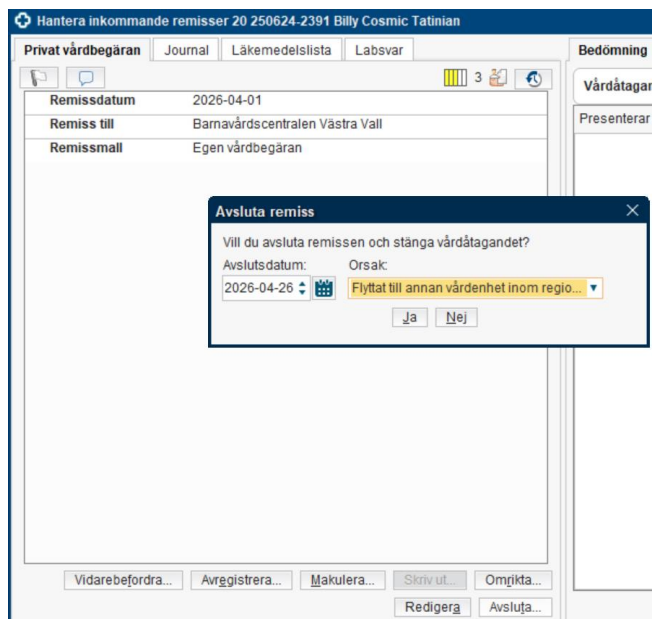 Hantera inkommande remisser 20 250624-2391 Billy Cosmic Tatinian
Privat vårdbegäran Journal Läkemedelslista Labsvar
Bedömning
3
Vårdåtagar
Remissdatum 2026-04-01
Presenterar
Remiss till Barnavårdscentralen Västra Vall
Remissmall Egen vårdbegäran
Avsluta remiss
Vill du avsluta remissen och stänga vårdåtagandet?
Avslutsdatum: Orsak:
2026-04-26 Flyttat till annan vårdenhet inom regio...
Ja Nej
Vidarebefordra... Avregistrera... Makulera... Skriv ut... Omrikta...
Redigera Avsluta...